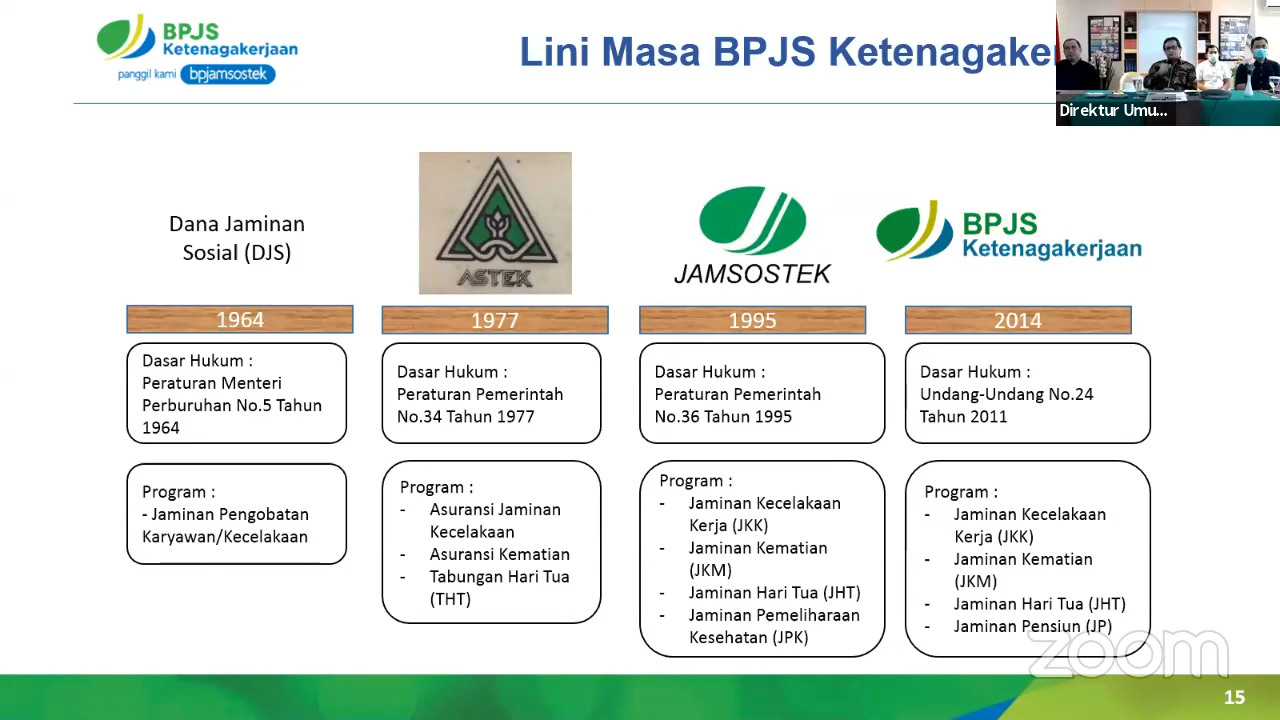 BPJS
Ketenagakerjaan
panggil kami bpjamsostek
Lini Masa BPJS Ketenagake
Direktur Umu...
Dana Jaminan
Sosial (DJS)
ASTEK
JAMSOSTEK
BPJS
Ketenagakerjaan
1964
1977
1995
2014
Dasar Hukum :
Peraturan Menteri
Perburuhan No.5 Tahun
1964
Dasar Hukum :
Peraturan Pemerintah
No.34 Tahun 1977
Dasar Hukum :
Peraturan Pemerintah
No.36 Tahun 1995
Dasar Hukum :
Undang-Undang No.24
Tahun 2011
Program :
- Jaminan Pengobatan
Karyawan/Kecelakaan
Program :
- Asuransi Jaminan
Kecelakaan
- Asuransi Kematian
- Tabungan Hari Tua
(THT)
Program :
- Jaminan Kecelakaan
Kerja (JKK)
- Jaminan Kematian
(JKM)
- Jaminan Hari Tua (JHT)
- Jaminan Pemeliharaan
Kesehatan (JPK)
Program :
- Jaminan Kecelakaan
Kerja (JKK)
- Jaminan Kematian
(JKM)
- Jaminan Hari Tua (JHT)
- Jaminan Pensiun (JP)
zoom
15